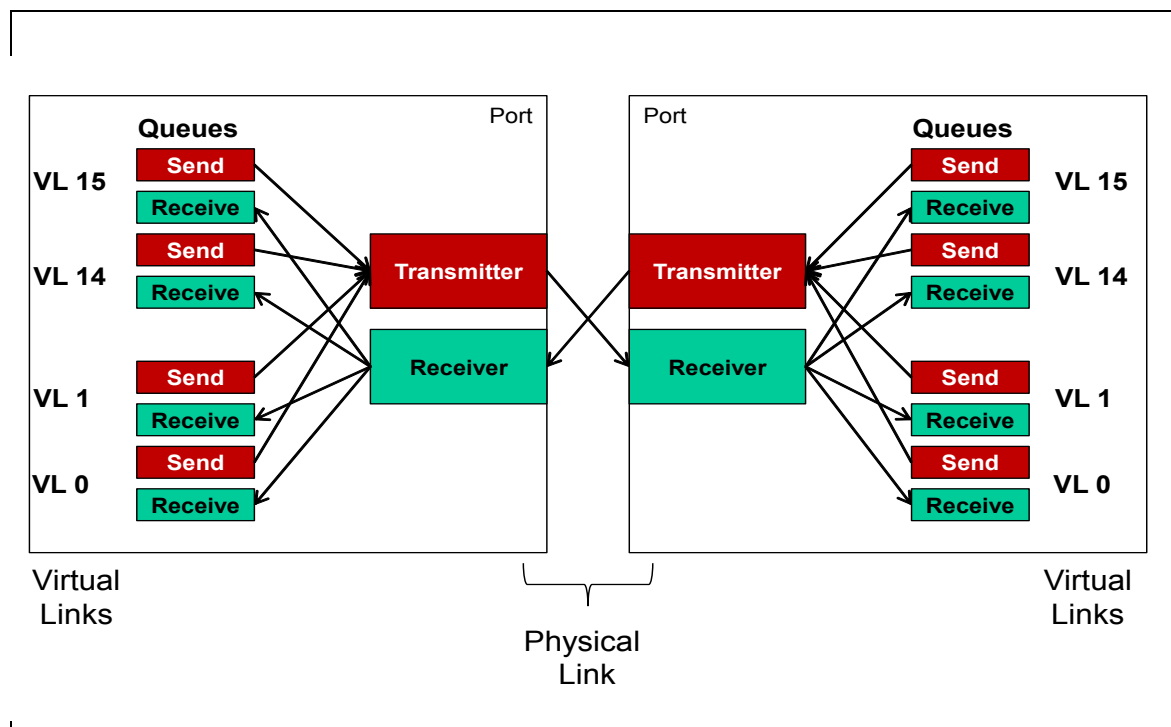 Port
Queues
VL 15
Send
Receive
VL 14
Send
Receive
VL 1
Send
Receive
VL 0
Send
Receive
Transmitter
Receiver
Virtual
Links
Port
Queues
Transmitter
Receiver
Send
VL 15
Receive
Send
VL 14
Receive
Send
VL 1
Receive
Send
VL 0
Receive
Virtual
Links
Physical
Link